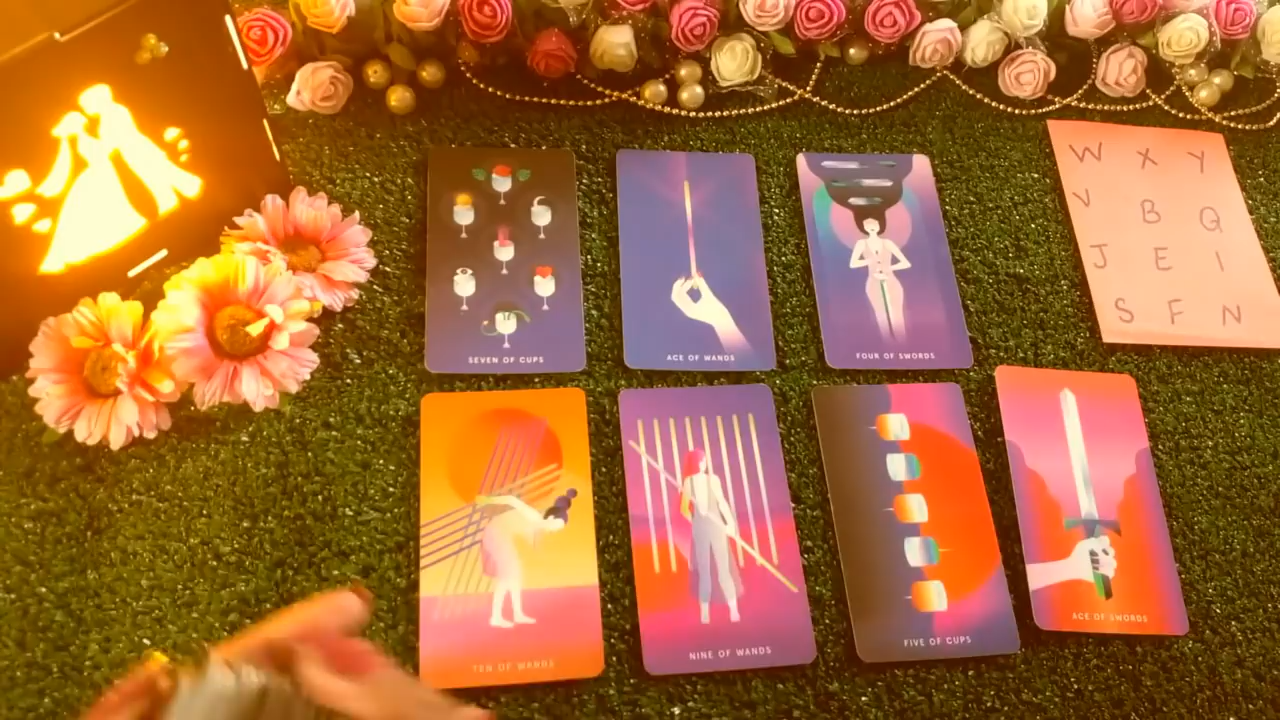 SEVEN OF CUPS
ACE OF WANDS
FOUR OF SWORDS
W X Y
V B Q
J E I
S F N
TEN OF WANDS
NINE OF WANDS
FIVE OF CUPS
ACE OF SWORDS